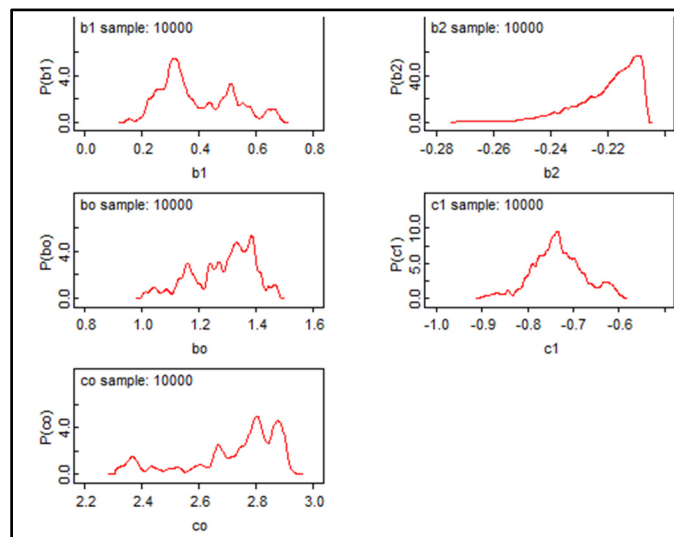 b1 sample: 10000
P(b1)
4.0
0.0
0.0 0.2 0.4 0.6 0.8
b1
b2 sample: 10000
P(b2)
40.0
0.0
-0.28 -0.26 -0.24 -0.22
b2
bo sample: 10000
P(bo)
4.0
0.0
0.8 1.0 1.2 1.4 1.6
bo
c1 sample: 10000
P(c1)
10.0
5.0
0.0
-1.0 -0.9 -0.8 -0.7 -0.6
c1
co sample: 10000
P(co)
4.0
0.0
2.2 2.4 2.6 2.8 3.0
co